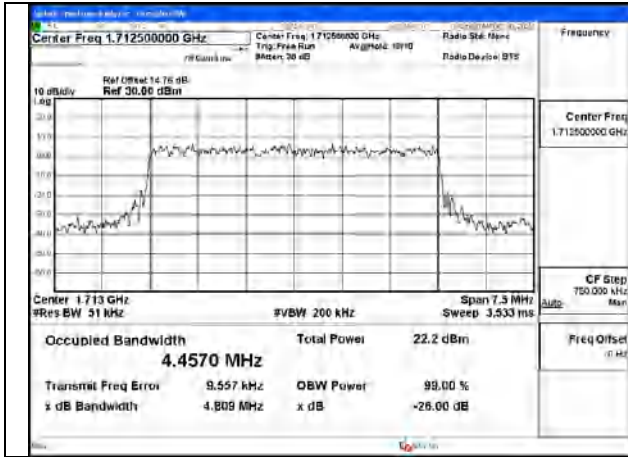 Center Freq 1.712500000 GHz
Center Freq: 1.712500000 GHz
Radio Std: None
Trig: Free Run
Avg|Hold: 10/10
#Atten: 30 dB
Radio Device: BTS
Frequency
Ref Offset 14.76 dB
10 dB/div
Ref 30.00 dBm
Log
Center Freq
1.712500000 GHz
Center 1.713 GHz
Span 7.5 MHz
#Res BW 51 kHz
#VBW 200 kHz
Sweep 3.533 ms
CF Step
750.000 kHz
Auto
Man
Occupied Bandwidth
Total Power
22.2 dBm
4.4570 MHz
Freq Offset
0 Hz
Transmit Freq Error
9.557 kHz
OBW Power
99.00 %
x dB Bandwidth
4.809 MHz
x dB
-26.00 dB